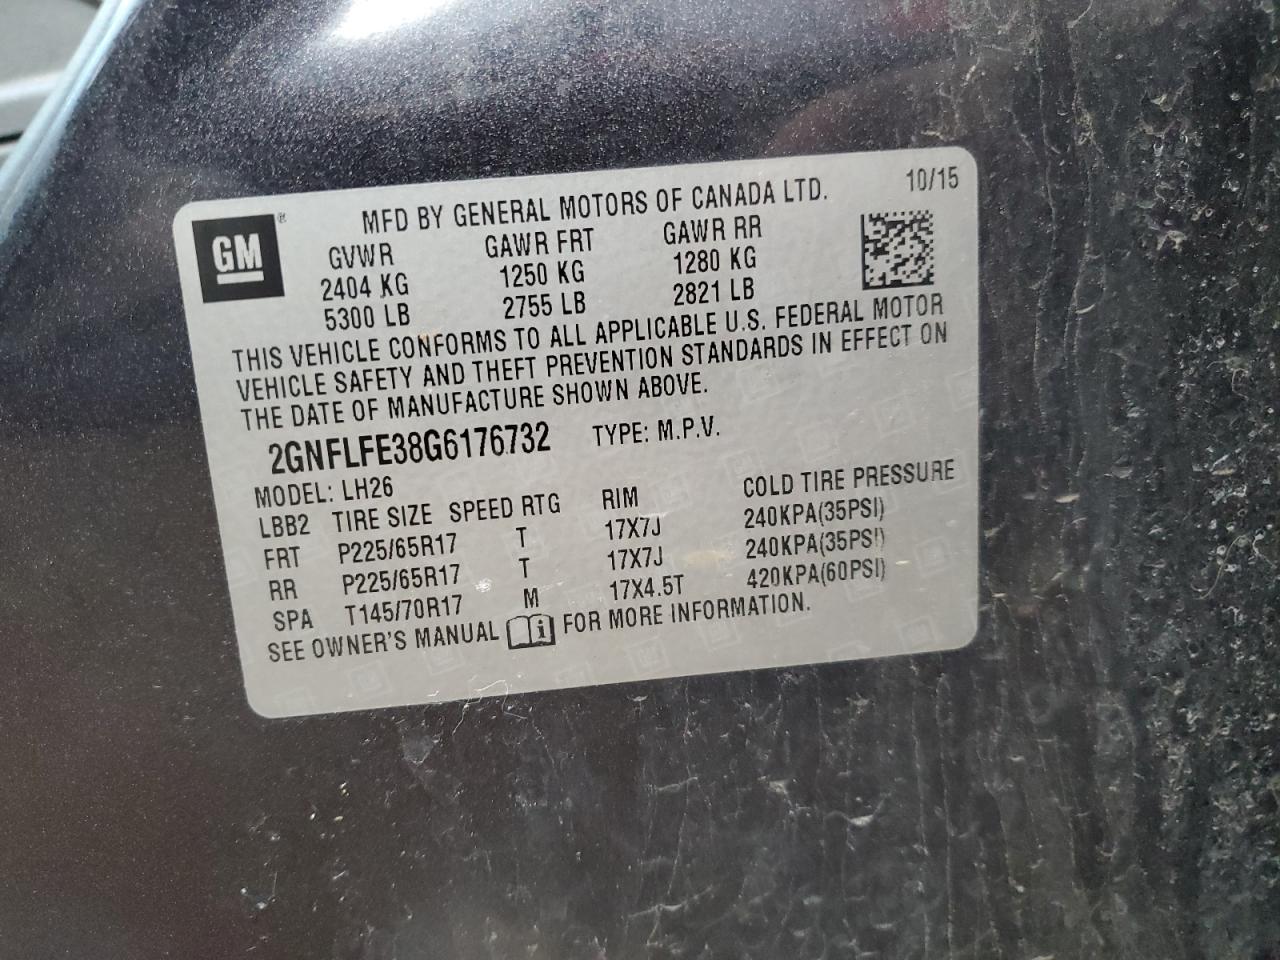 GM ®
MFD BY GENERAL MOTORS OF CANADA LTD. 10/15
GVWR GAWR FRT GAWR RR
2404 KG 1250 KG 1280 KG
5300 LB 2755 LB 2821 LB
THIS VEHICLE CONFORMS TO ALL APPLICABLE U.S. FEDERAL MOTOR
VEHICLE SAFETY AND THEFT PREVENTION STANDARDS IN EFFECT ON
THE DATE OF MANUFACTURE SHOWN ABOVE.
2GNFLFE38G6176732 TYPE: M.P.V.
MODEL: LH26
LBB2 TIRE SIZE SPEED RTG RIM COLD TIRE PRESSURE
FRT P225/65R17 T 17X7J 240KPA(35PSI)
RR P225/65R17 T 17X7J 240KPA(35PSI)
SPA T145/70R17 M 17X4.5T 420KPA(60PSI)
SEE OWNER'S MANUAL i FOR MORE INFORMATION.